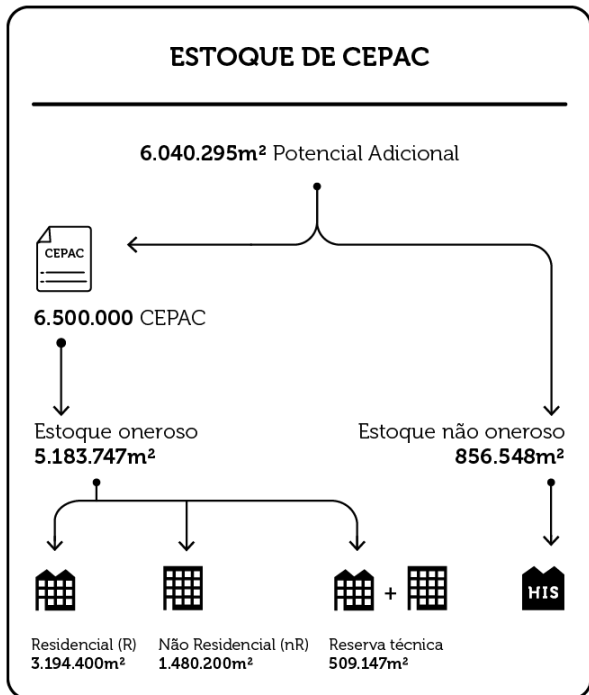 ESTOQUE DE CEPAC
6.040.295m² Potencial Adicional
CEPAC
6.500.000 CEPAC
Estoque oneroso
5.183.747m²
Estoque não oneroso
856.548m²
HIS
Residencial (R)
3.194.400m²
Não Residencial (nR)
1.480.200m²
+
Reserva técnica
509.147m²